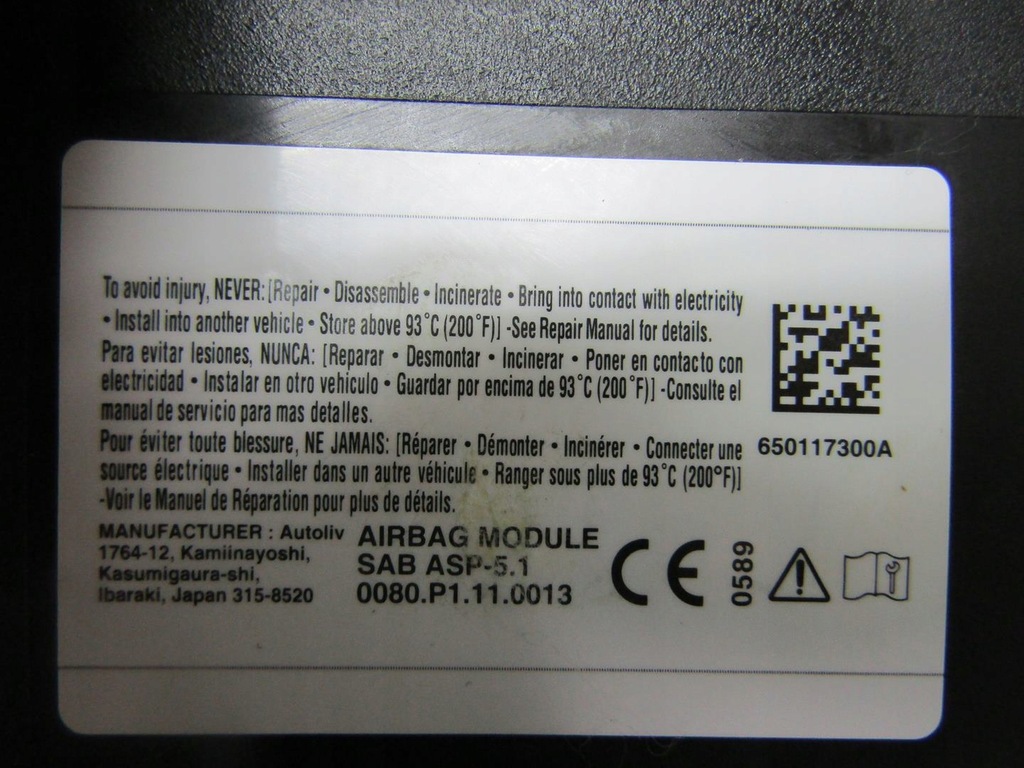 To avoid injury, NEVER: [Repair • Disassemble • Incinerate • Bring into contact with electricity
• Install into another vehicle • Store above 93°C (200°F)] -See Repair Manual for details.
Para evitar lesiones, NUNCA: [Reparar • Desmontar • Incinerar • Poner en contacto con
electricidad • Instalar en otro vehiculo • Guardar por encima de 93°C (200°F)] -Consulte el
manual de servicio para mas detalles.
Pour éviter toute blessure, NE JAMAIS: [Réparer • Démonter • Incinérer • Connecter une
source électrique • Installer dans un autre véhicule • Ranger sous plus de 93°C (200ºF)]
-Voir le Manuel de Réparation pour plus de détails.
650117300A
MANUFACTURER : Autoliv
1764-12, Kamiinayoshi,
Kasumigaura-shi,
Ibaraki, Japan 315-8520
AIRBAG MODULE
SAB ASP-5.1
0080.P1.11.0013
CE
0589